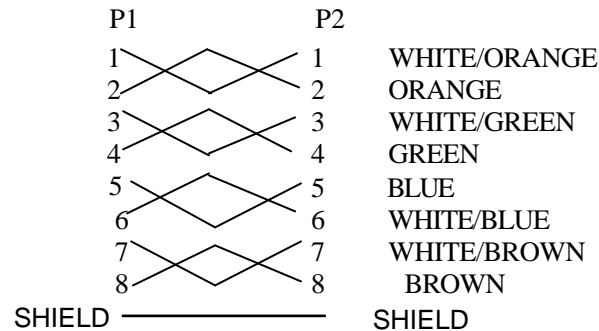 P1 P2
1 1 WHITE/ORANGE
2 2 ORANGE
3 3 WHITE/GREEN
4 4 GREEN
5 5 BLUE
6 6 WHITE/BLUE
7 7 WHITE/BROWN
8 8 BROWN
SHIELD SHIELD